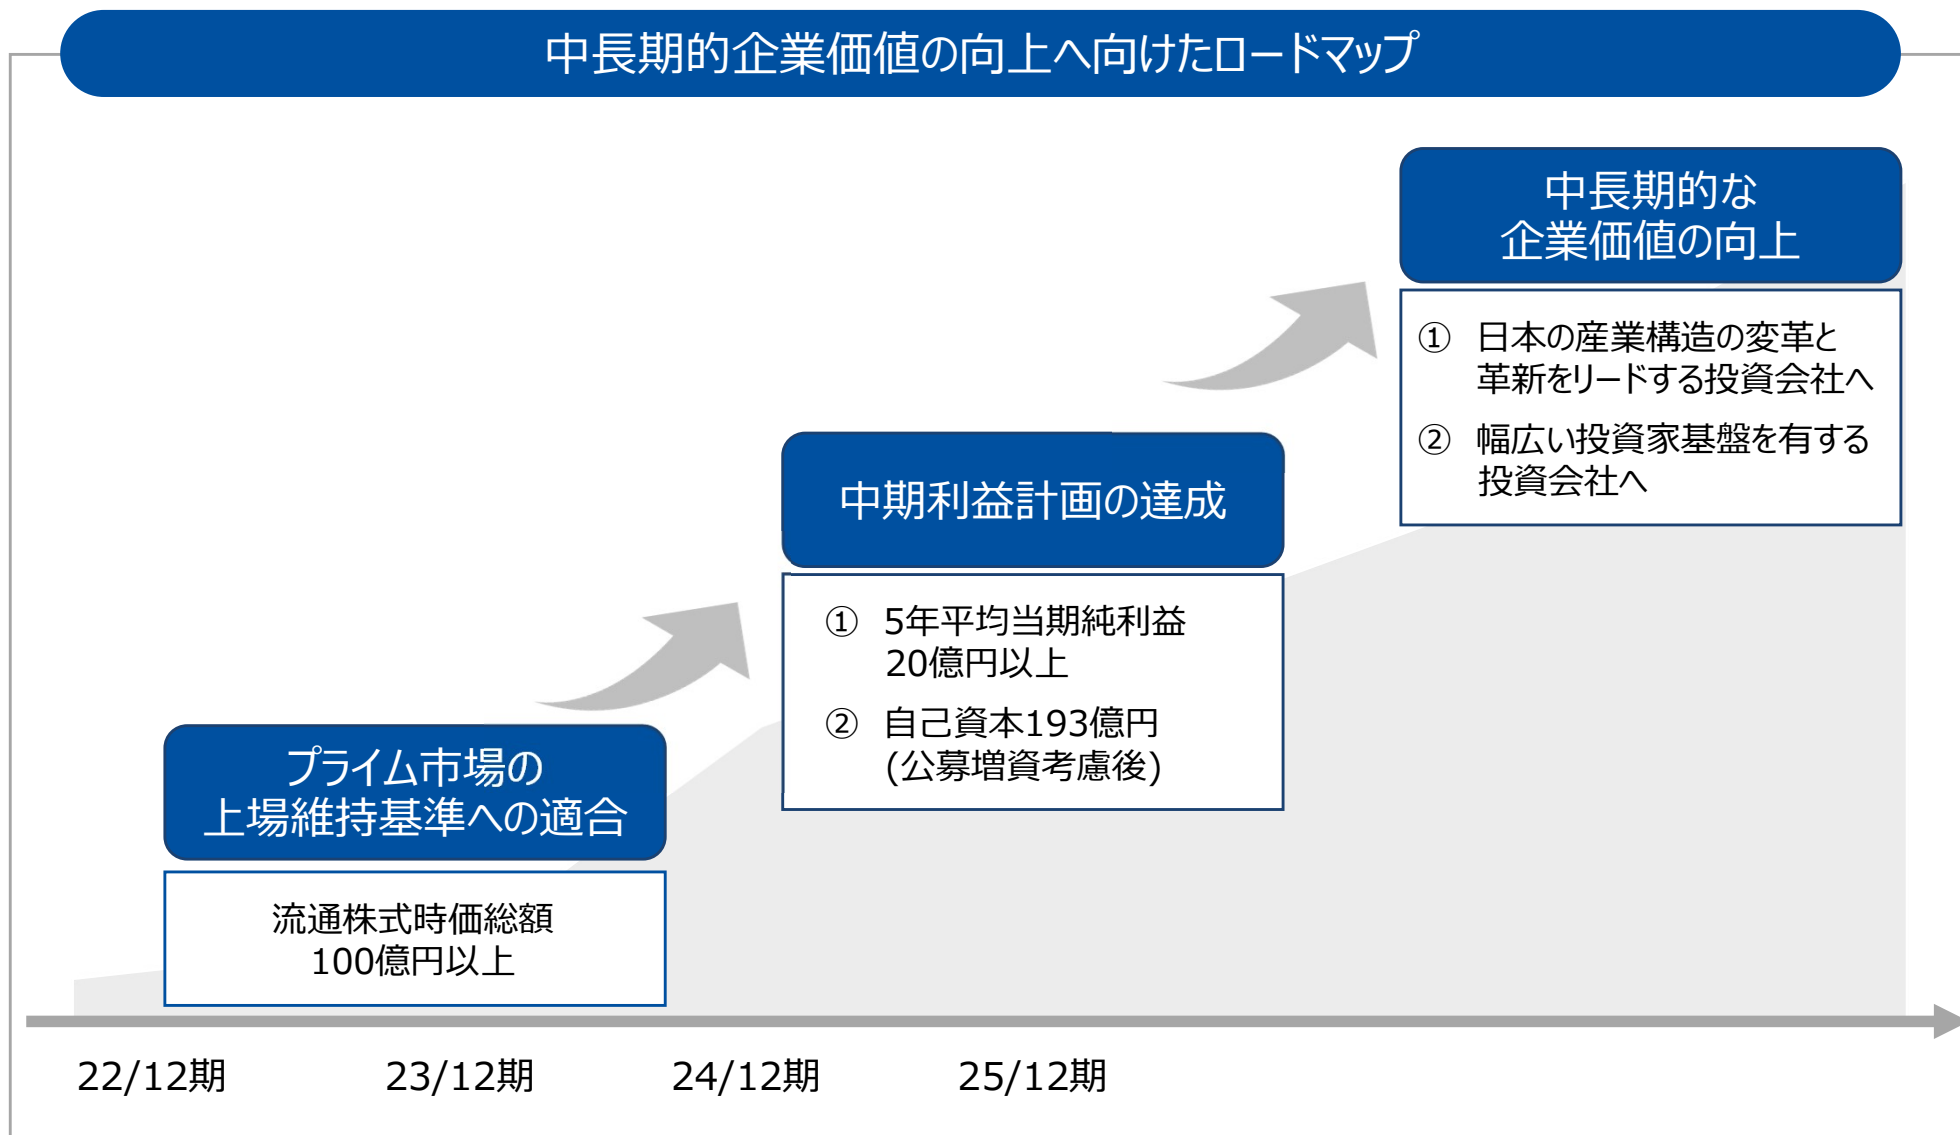 中長期的企業価値の向上へ向けたロードマップ
中長期的な
企業価値の向上
① 日本の産業構造の変革と
革新をリードする投資会社へ
② 幅広い投資家基盤を有する
投資会社へ
中期利益計画の達成
① 5年平均当期純利益
20億円以上
② 自己資本193億円
(公募増資考慮後)
プライム市場の
上場維持基準への適合
流通株式時価総額
100億円以上
22/12期
23/12期
24/12期
25/12期